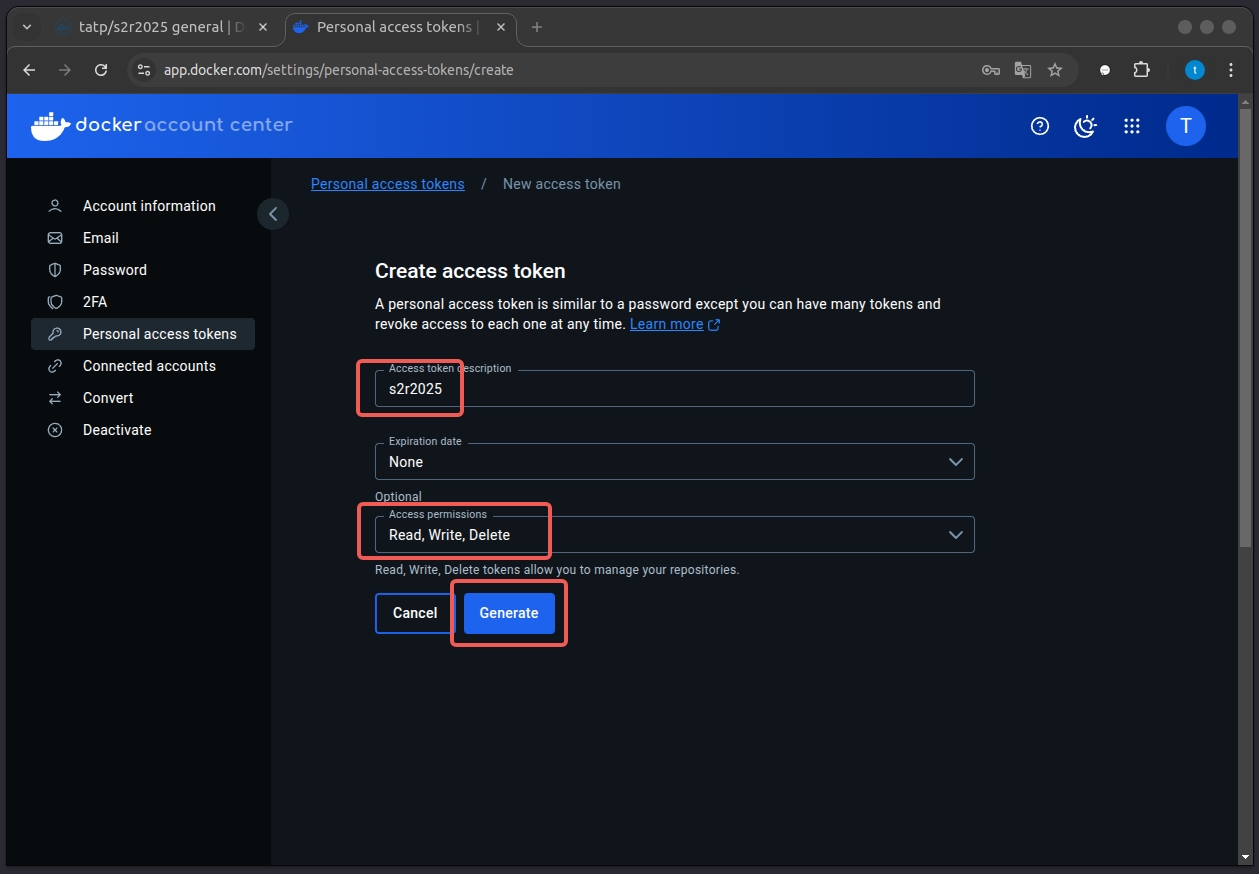 tatp/s2r2025 general | D
Personal access tokens |
app.docker.com/settings/personal-access-tokens/create
t
docker account center
T
Personal access tokens / New access token
Account information
Email
Password
2FA
Personal access tokens
Connected accounts
Convert
Deactivate
Create access token
A personal access token is similar to a password except you can have many tokens and
revoke access to each one at any time. Learn more
Access token description
s2r2025
Expiration date
None
Optional
Access permissions
Read, Write, Delete
Read, Write, Delete tokens allow you to manage your repositories.
Cancel
Generate